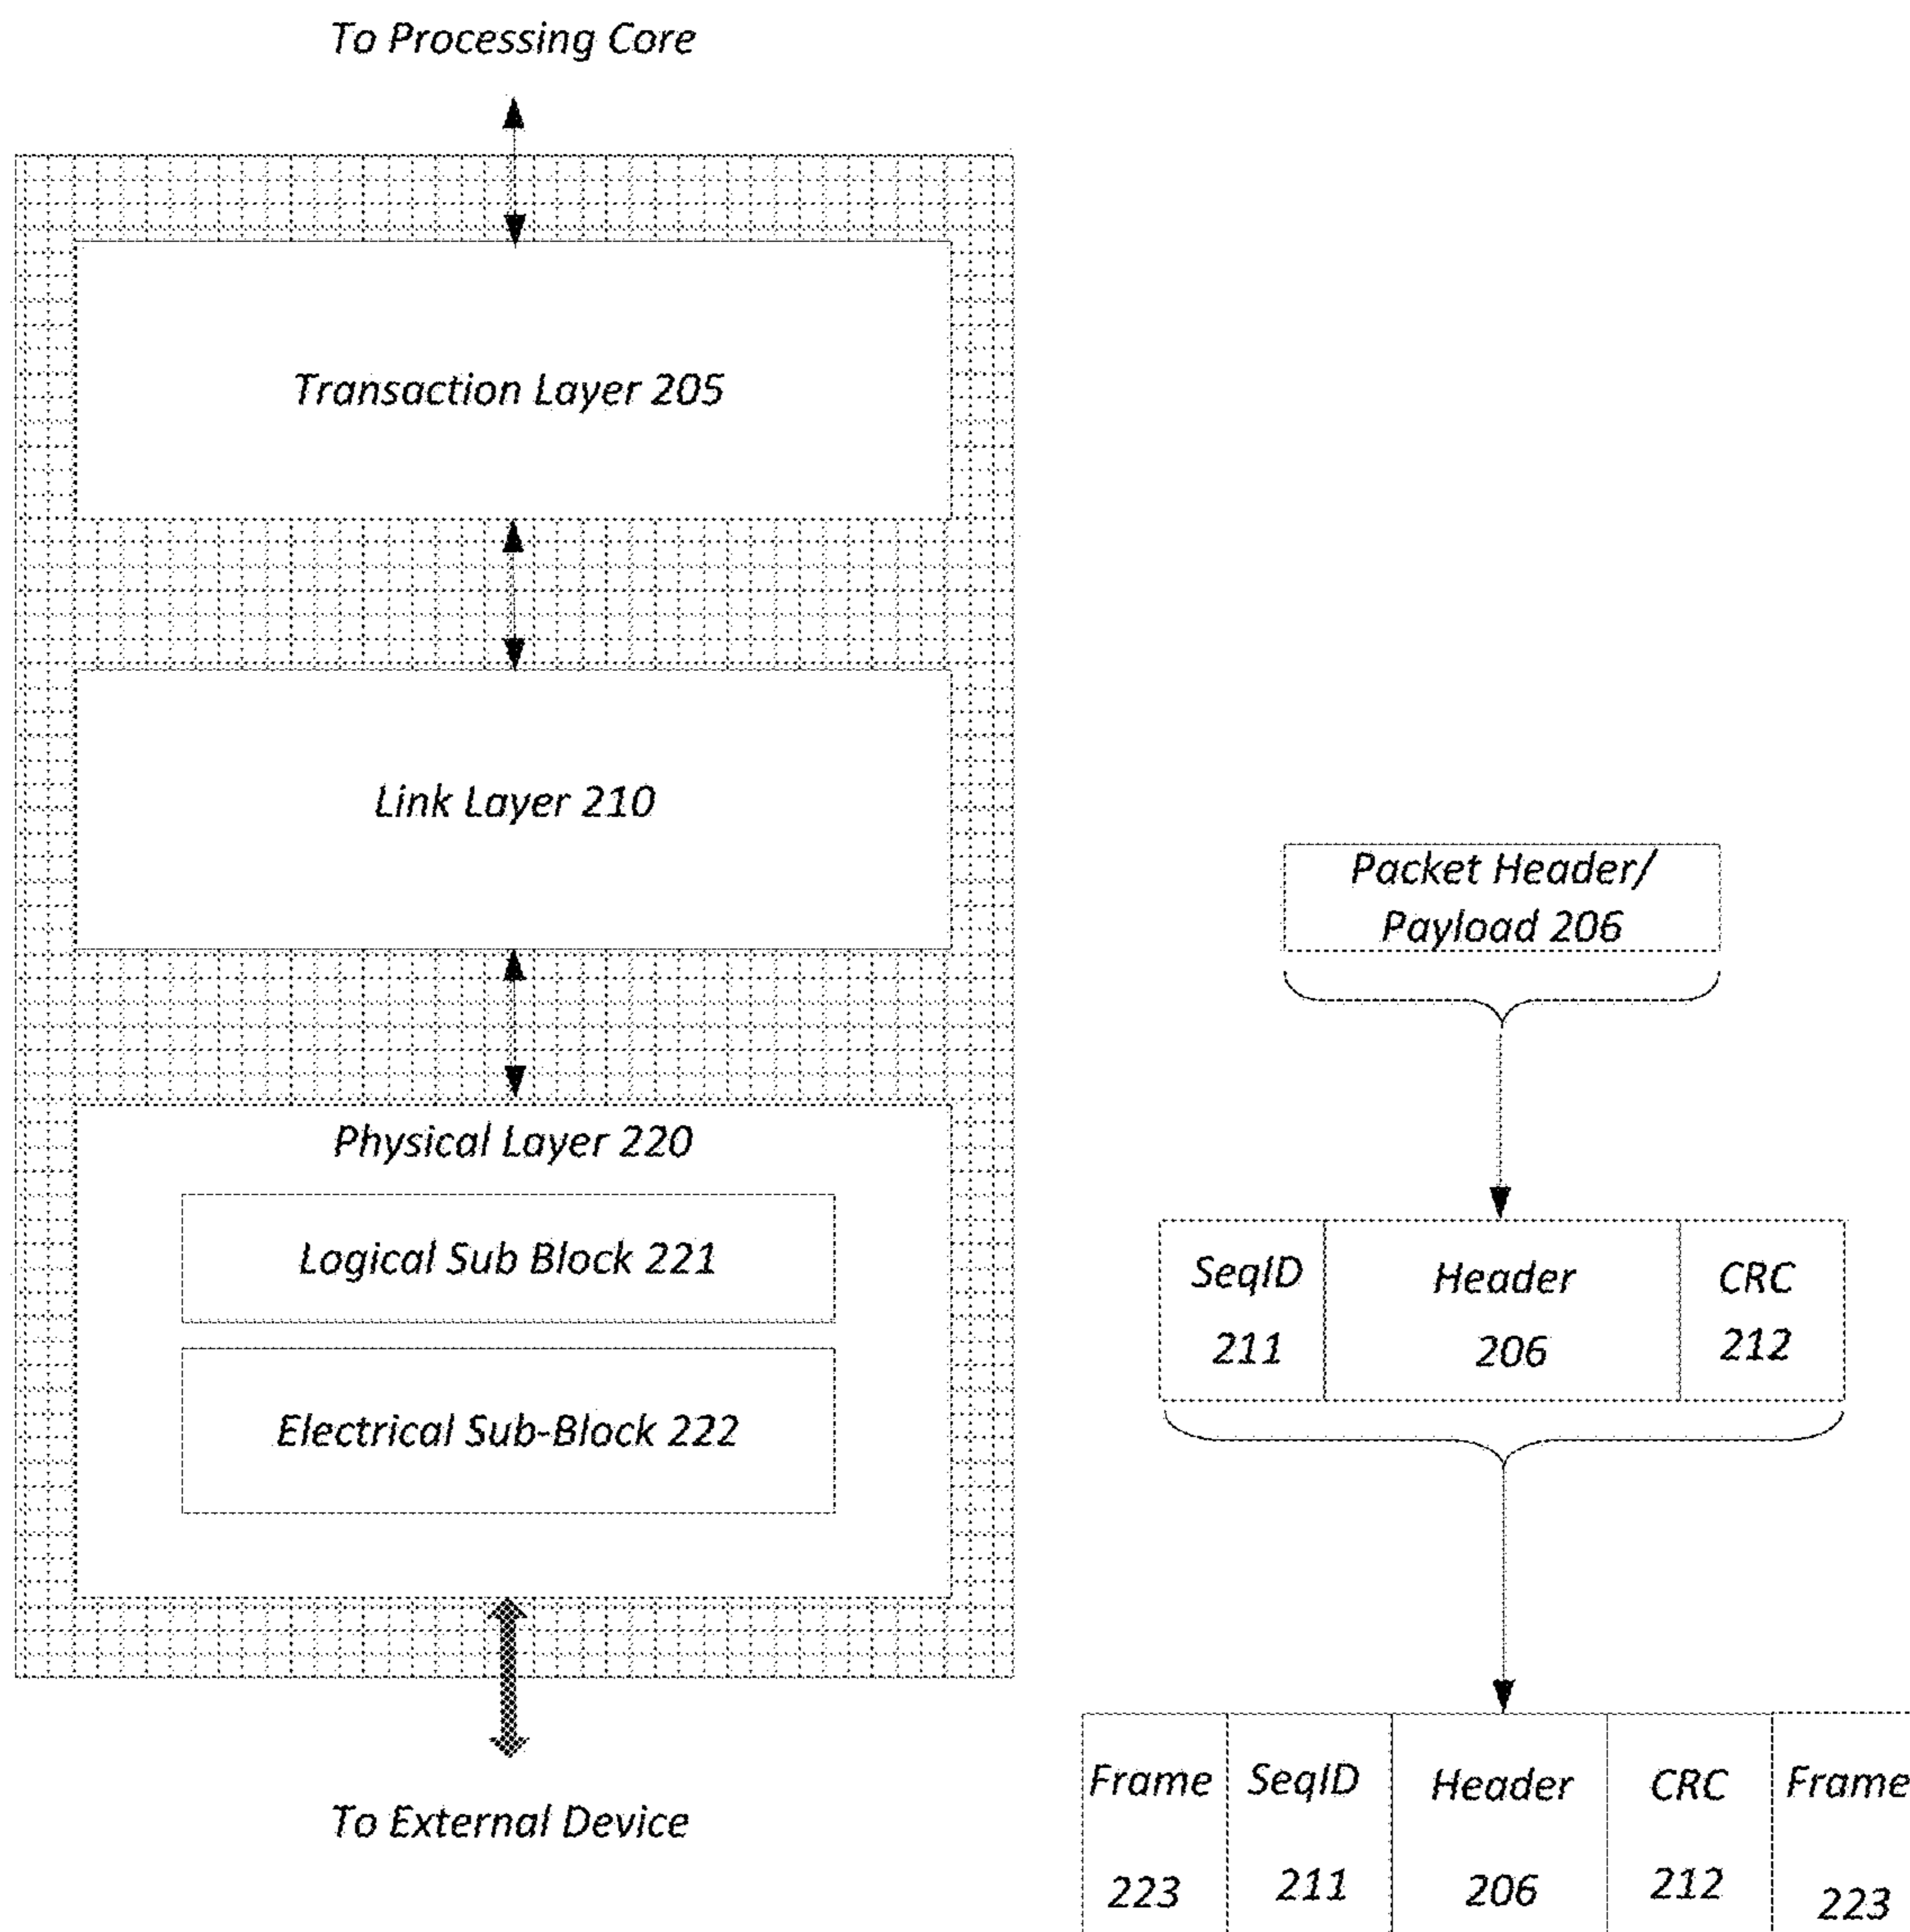 To Processing Core
Transaction Layer 205
Link Layer 210
Physical Layer 220
Logical Sub Block 221
Electrical Sub-Block 222
To External Device
Packet Header/
Payload 206
SeqID Header CRC
211 206 212
Frame SeqID Header CRC Frame
223 211 206 212 223